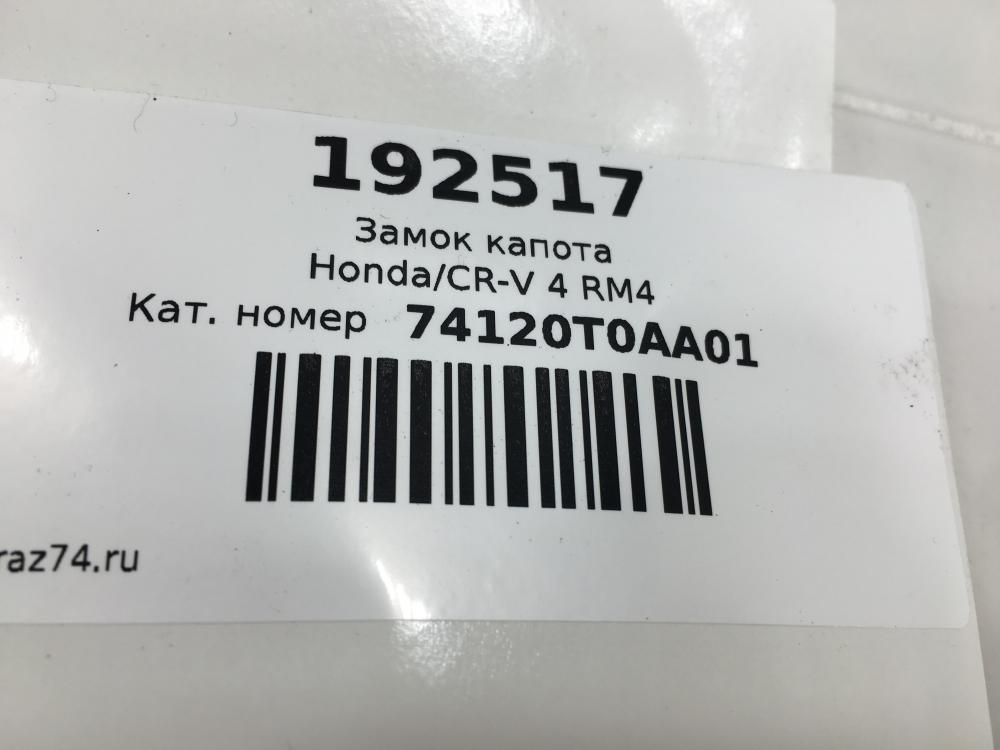 192517
Замок капота
Honda/CR-V 4 RM4
Кат. номер 74120T0AA01
raz74.ru